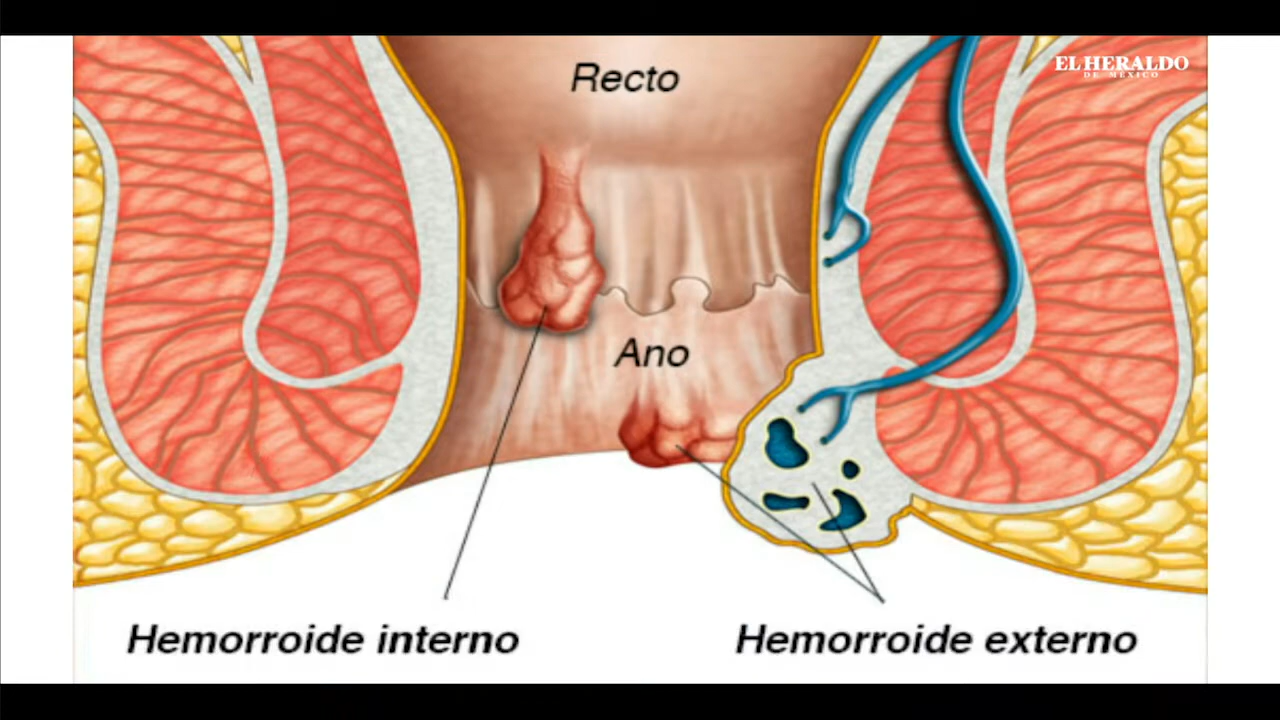 EL HERALDO
DE MÉXICO
Recto
Ano
Hemorroide interno
Hemorroide externo